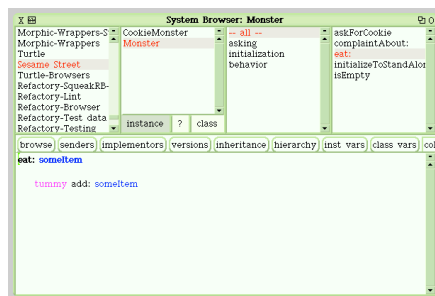 System Browser: Monster
Morphic-Wrappers-S
Morphic-Wrappers
Turtle
Sesame Street
Turtle-Browsers
Refactory-SqueakRB-
Refactory-Lint
Refactory-Browser
Refactory-Test data
Refactory-Testing
CookieMonster
Monster
instance ? class
-- all --
asking
initialization
behavior
askForCookie
complaintAbout:
eat:
initializeToStandAlon
isEmpty
browse senders implementors versions inheritance hierarchy inst vars class vars col
eat: someItem
tummy add: someItem